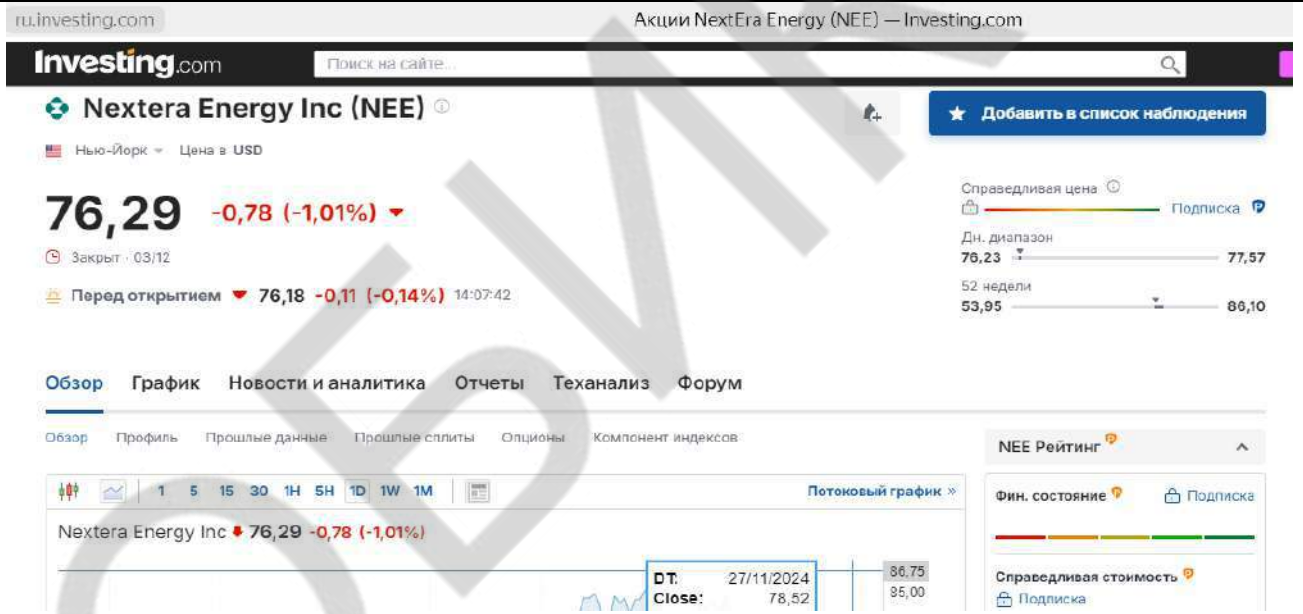 ru.investing.com
Акции NextEra Energy (NEE) — Investing.com
Investing.com
Поиск на сайте...
Nextera Energy Inc (NEE)
Добавить в список наблюдения
Нью-Йорк
Цена в USD
76,29 -0,78 (-1,01%)
Справедливая цена
Подписка
Закрыт · 03/12
Дн. диапазон
76,23 77,57
Перед открытием 76,18 -0,11 (-0,14%) 14:07:42
52 недели
53,95 86,10
Обзор График Новости и аналитика Отчеты Теханализ Форум
Обзор Профиль Прошлые данные Прошлые сплиты Опционы Компонент индексов
NEE Рейтинг
1 5 15 30 1H 5H 1D 1W 1M
Потоковый график »
Фин. состояние
Подписка
Nextera Energy Inc 76,29 -0,78 (-1,01%)
DT: 27/11/2024
Close: 78,52
86,75
85,00
Справедливая стоимость
Подписка